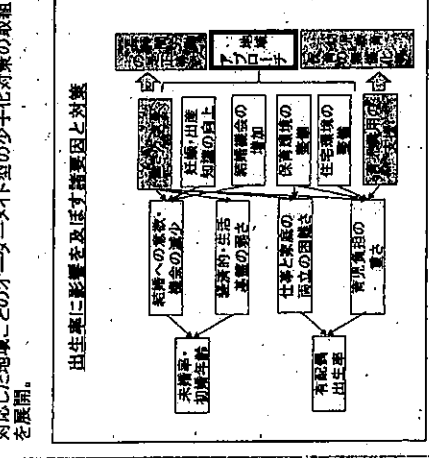 対応した地域ごとのオーダーメイド型の少子化対策の取組
を展開。
出生率に影響を及ぼす諸要因と対策
未婚率・
初婚年齢
有配偶
出生率
結婚への意欲・
機会の減少
経済的・生活
基盤の弱さ
仕事と家庭の
両立の困難さ
育児負担の
重さ
妊娠・出産
知識の向上
結婚機会の
増加
保育環境の
整備
住宅環境の
整備
地域
アプローチ
国
国